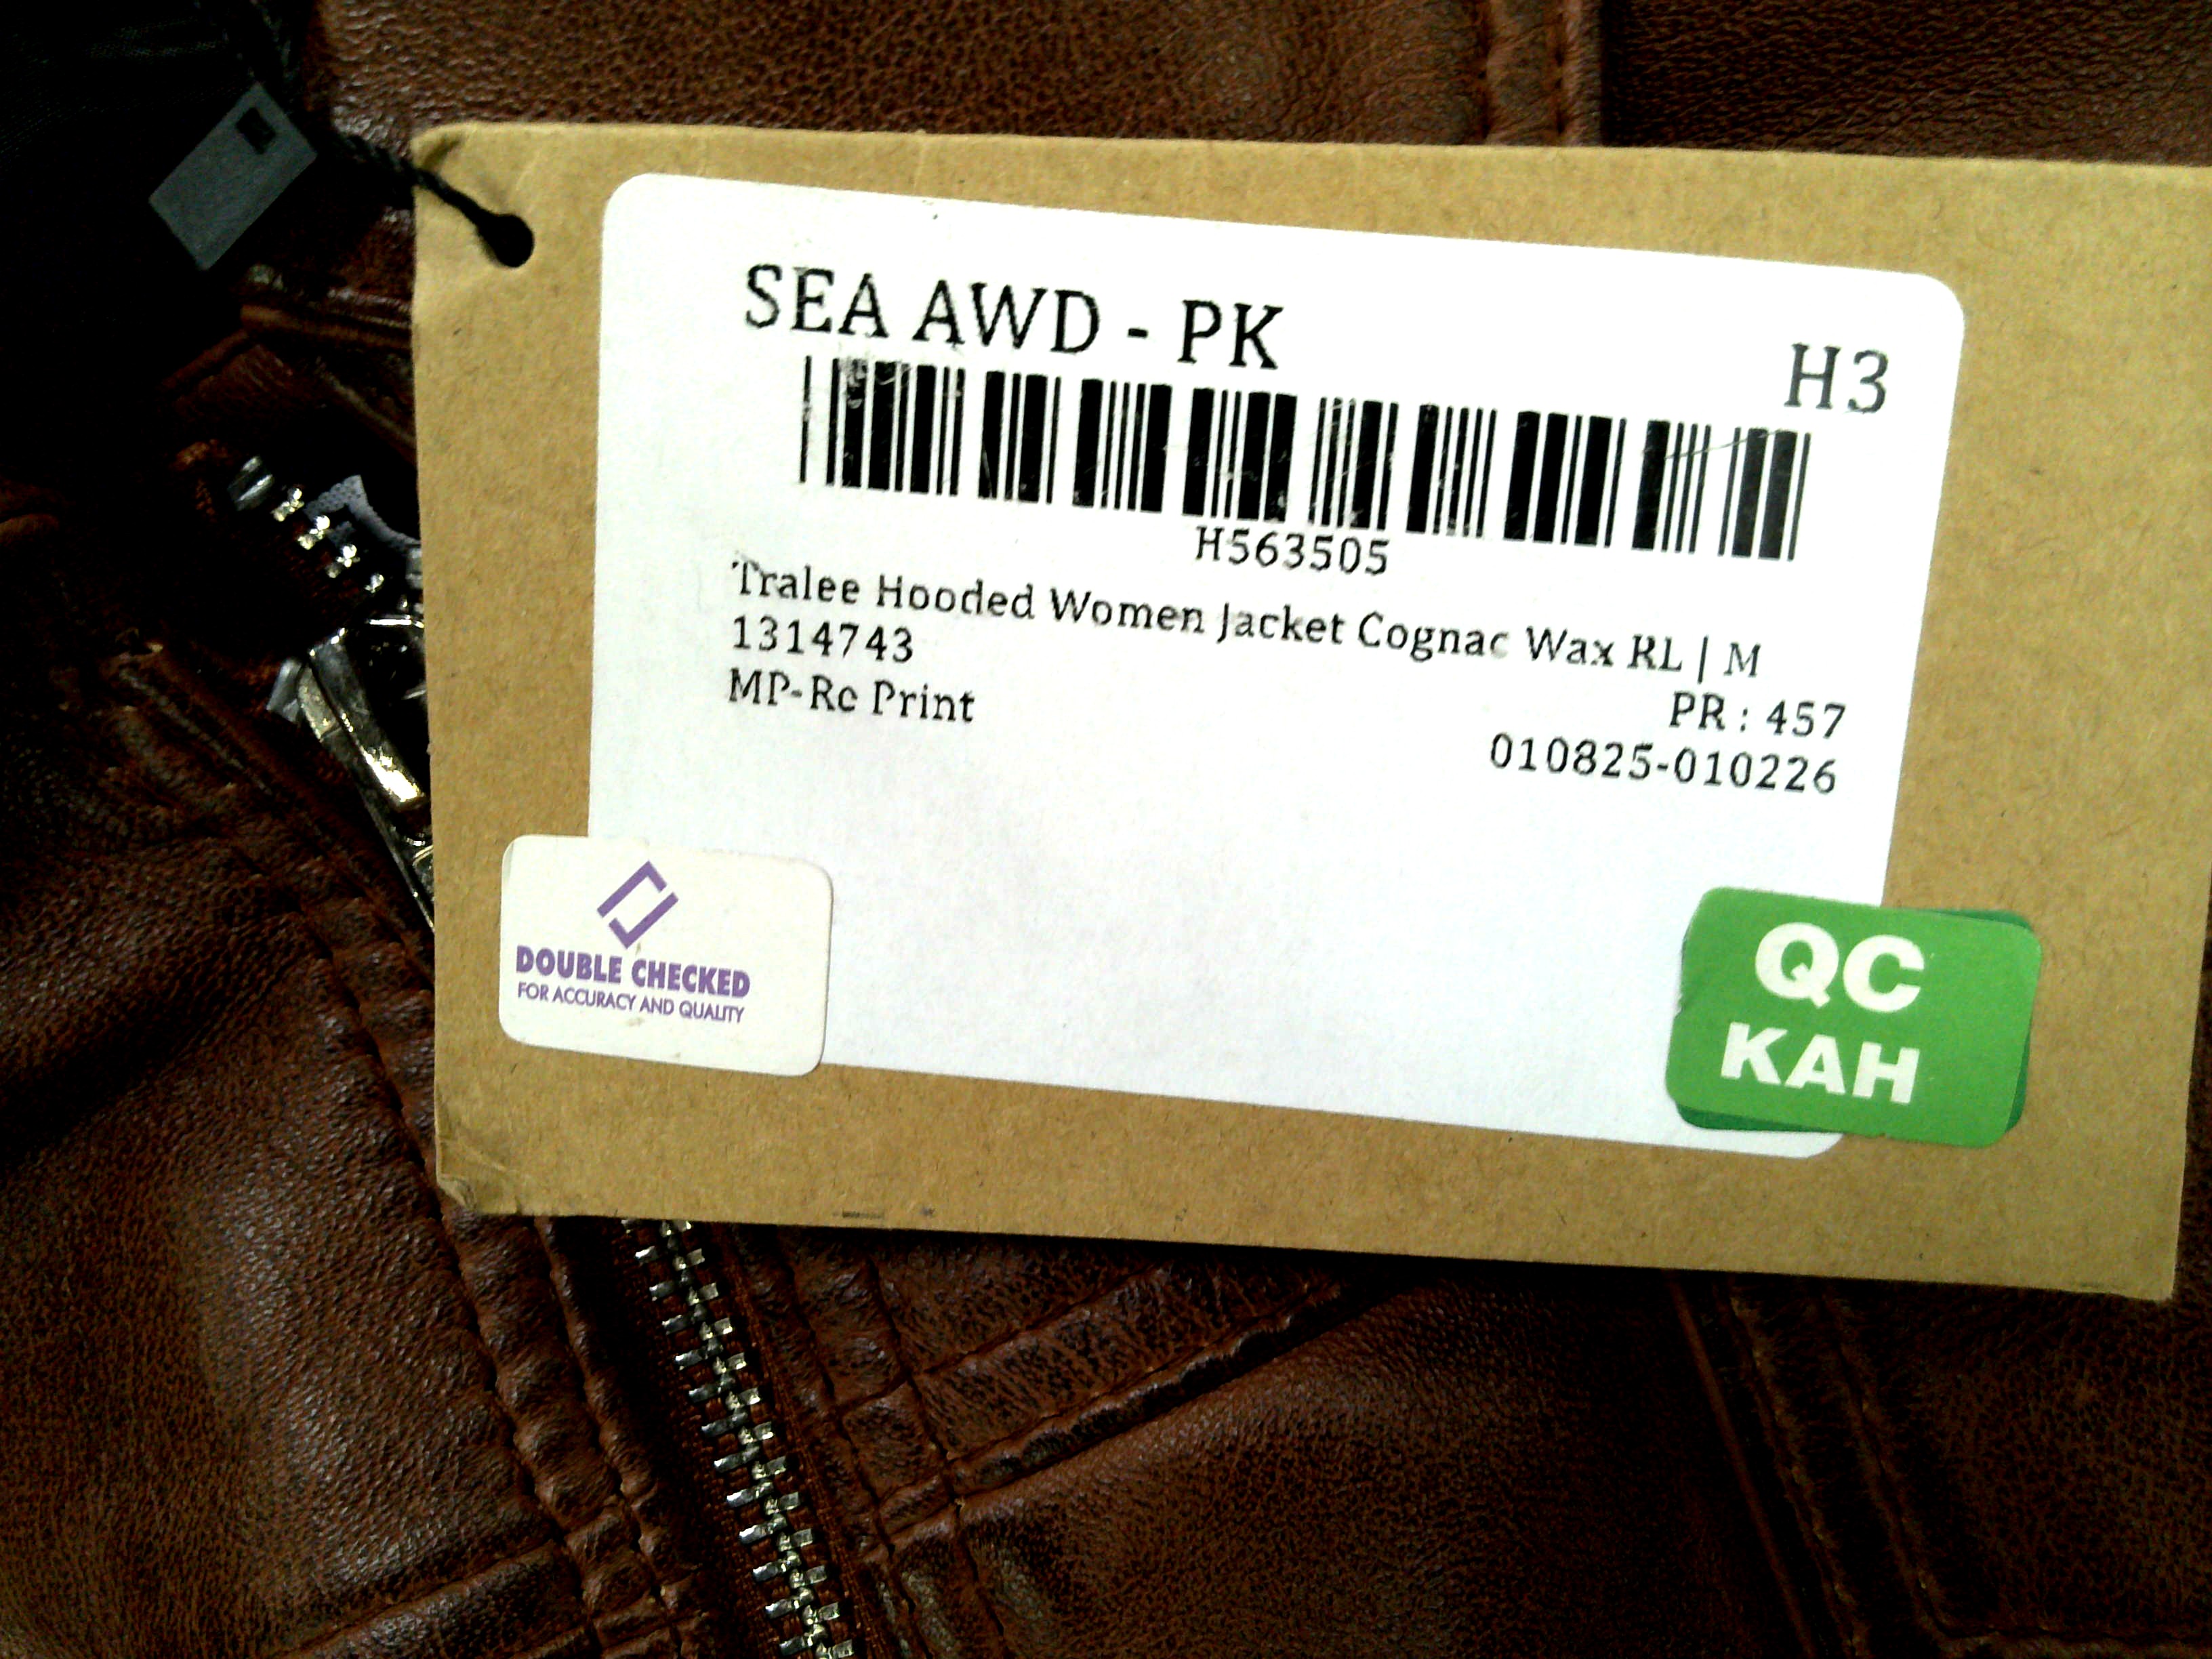 SEA AWD - PK
H3
H563505
Tralee Hooded Women Jacket Cognac Wax RL | M
1314743
PR : 457
MP-Rc Print
010825-010226
DOUBLE CHECKED
FOR ACCURACY AND QUALITY
QC
KAH